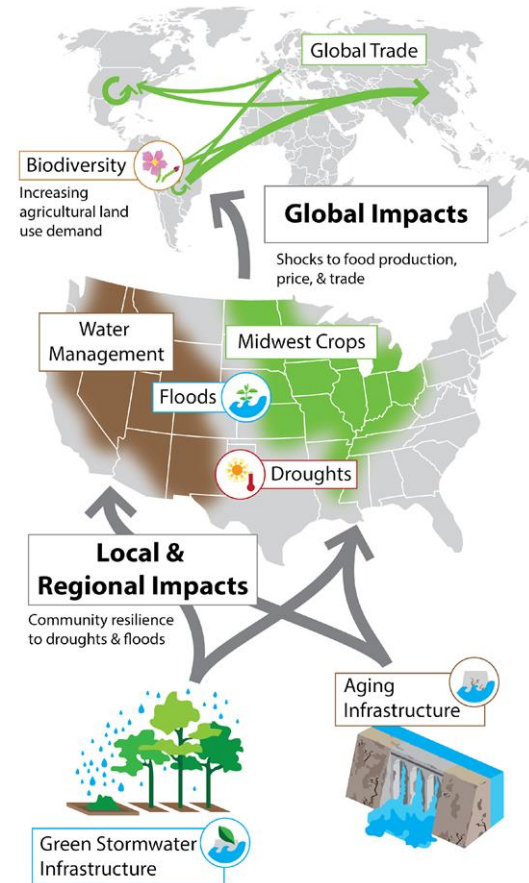 Global Trade
Biodiversity
Increasing
agricultural land
use demand
Global Impacts
Shocks to food production,
price, & trade
Water
Management
Midwest Crops
Floods
Droughts
Local &
Regional Impacts
Community resilience
to droughts & floods
Aging
Infrastructure
Green Stormwater
Infrastructure